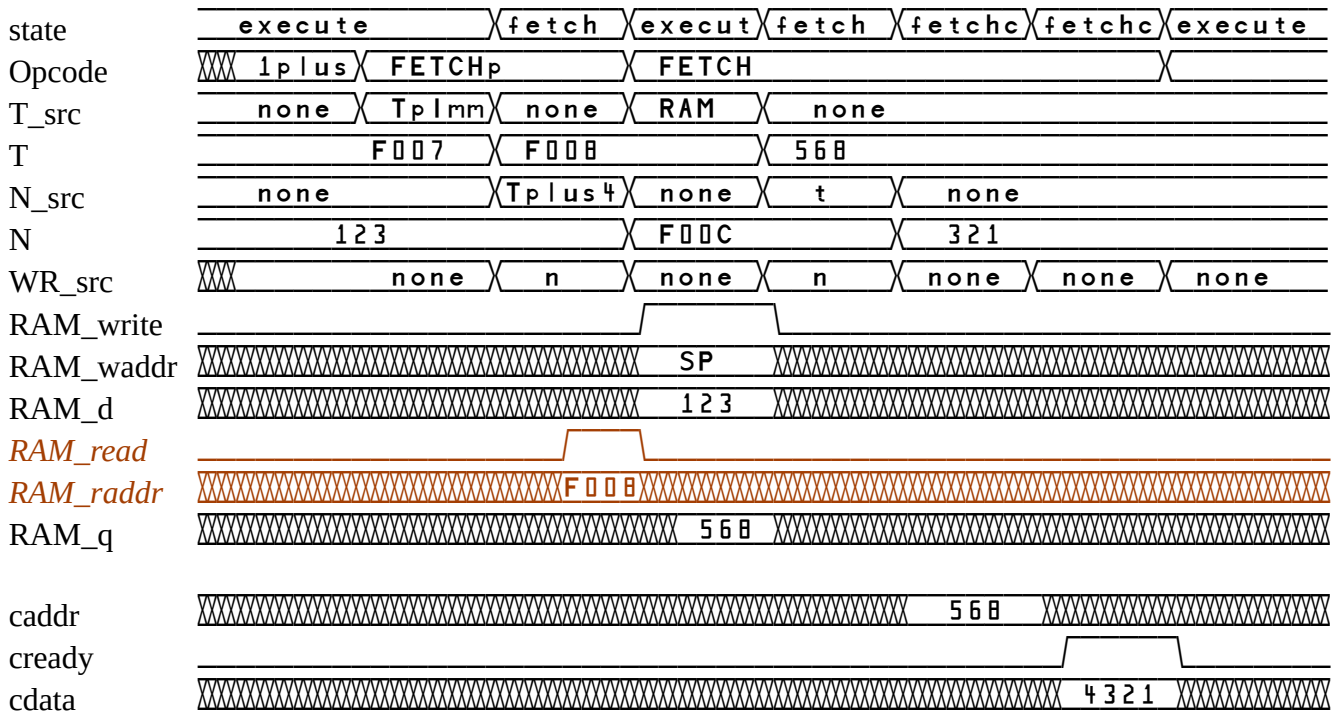 state execute fetch execut fetch fetchc fetchc execute
Opcode 1plus FETCHp FETCH
T_src none TpImm none RAM none
T F007 F008 568
N_src none Tplus4 none t none
N 123 F00C 321
WR_src none n none n none none none
RAM_write
RAM_waddr SP
RAM_d 123
RAM_read
RAM_raddr F008
RAM_q 568
caddr 568
cready
cdata 4321